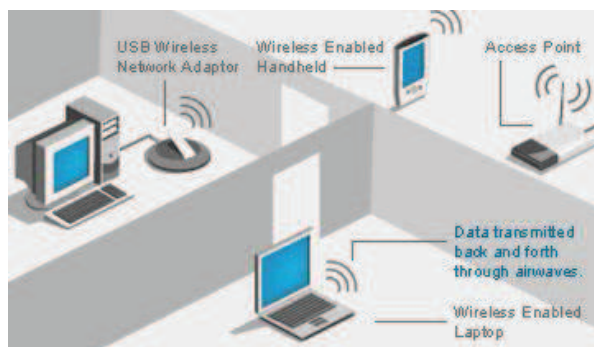 USB Wireless
Network Adaptor
Wireless Enabled
Handheld
Access Point
Data transmitted
back and forth
through airwaves.
Wireless Enabled
Laptop